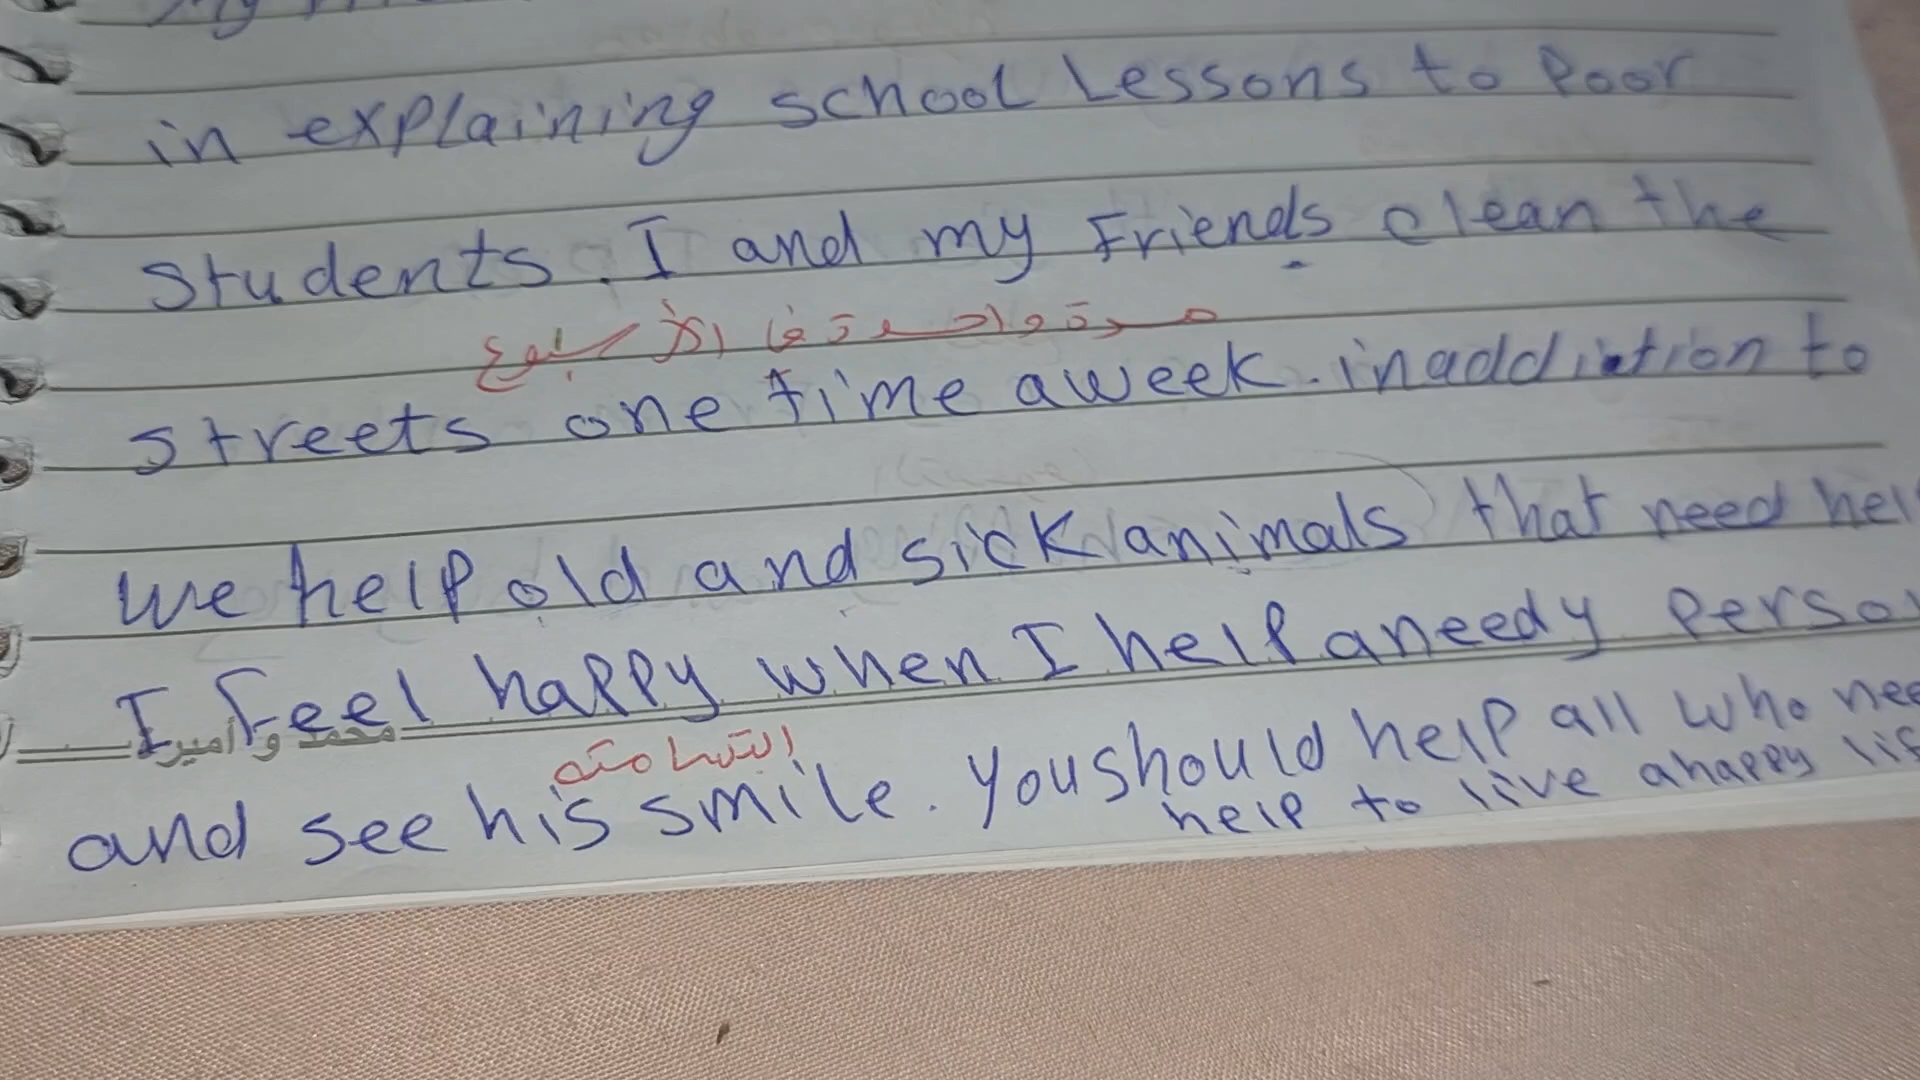 in explaining school lessons to Poor
students. I and my Friends clean the
مرة واحدة في الأسبوع
streets one time aweek. inaddiction to
we help old and sick animals that need hel
I Feel happy when I help aneedy perso
محمد و أميرة
ابتسامته
and see his smile. You should help all who nee
help to live ahappy lif